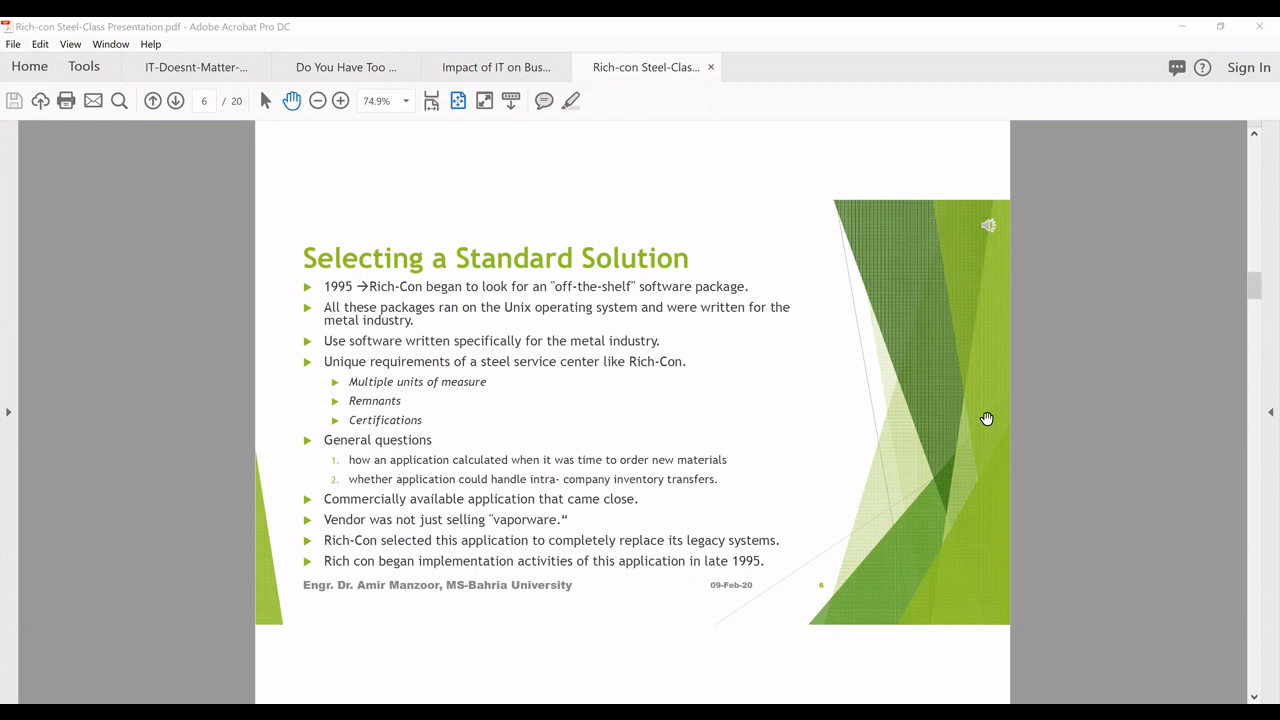 Rich-con Steel-Class Presentation.pdf - Adobe Acrobat Pro DC
File Edit View Window Help
Home Tools IT-Doesnt-Matter-... Do You Have Too ... Impact of IT on Bus... Rich-con Steel-Clas... × Sign In
6 / 20 74.9%
Selecting a Standard Solution
1995 →Rich-Con began to look for an "off-the-shelf" software package.
All these packages ran on the Unix operating system and were written for the
metal industry.
Use software written specifically for the metal industry.
Unique requirements of a steel service center like Rich-Con.
Multiple units of measure
Remnants
Certifications
General questions
1. how an application calculated when it was time to order new materials
2. whether application could handle intra- company inventory transfers.
Commercially available application that came close.
Vendor was not just selling "vaporware.“
Rich-Con selected this application to completely replace its legacy systems.
Rich con began implementation activities of this application in late 1995.
Engr. Dr. Amir Manzoor, MS-Bahria University 09-Feb-20 6